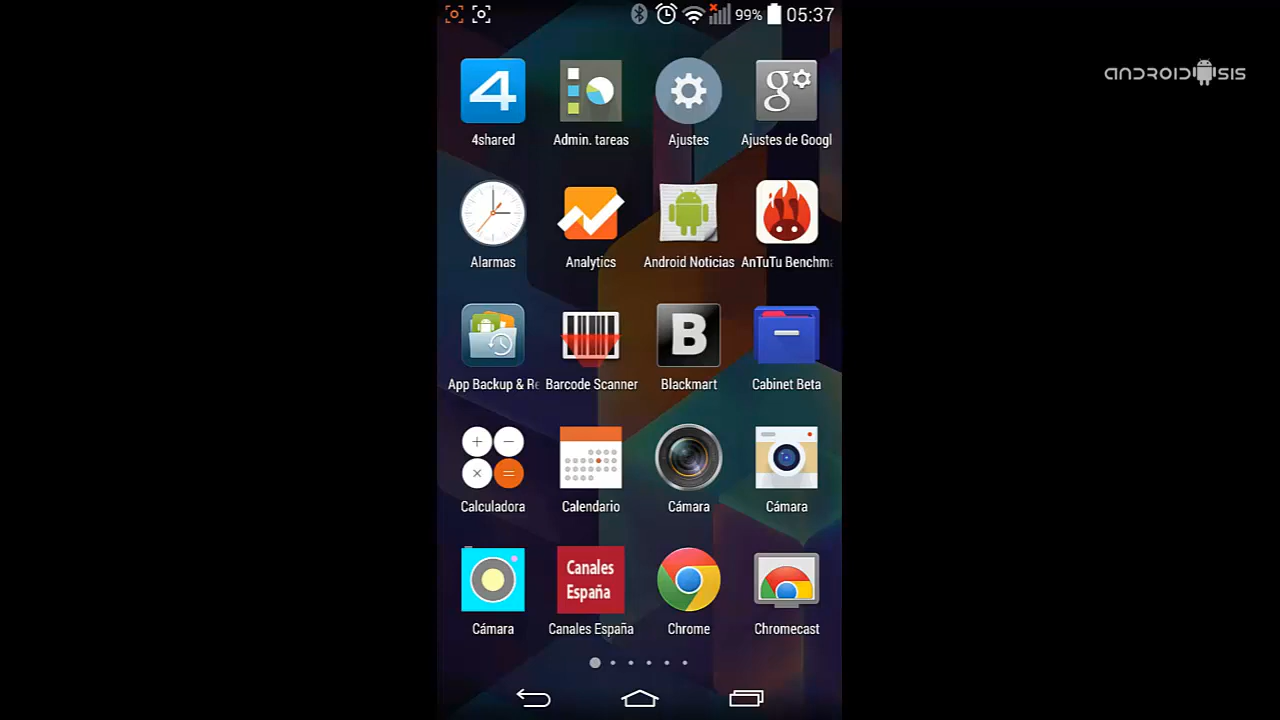 99% 05:37
ANDROIDSIS
4
4shared Admin. tareas Ajustes Ajustes de Googl
g
Alarmas Analytics Android Noticias AnTuTu Benchma
B
App Backup & Re Barcode Scanner Blackmart Cabinet Beta
Calculadora Calendario Cámara Cámara
Canales
España
Cámara Canales España Chrome Chromecast